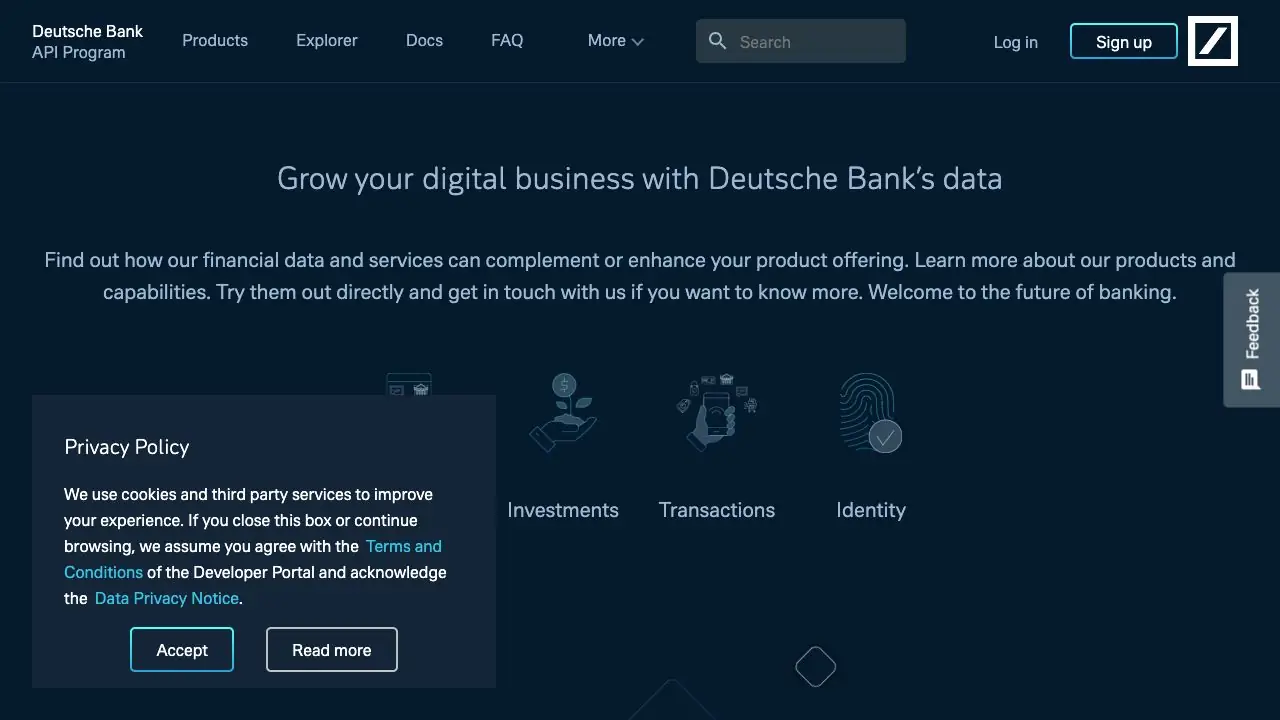 Deutsche Bank
API Program
Products
Explorer
Docs
FAQ
More
Search
Log in
Sign up
Grow your digital business with Deutsche Bank’s data
Find out how our financial data and services can complement or enhance your product offering. Learn more about our products and
capabilities. Try them out directly and get in touch with us if you want to know more. Welcome to the future of banking.
Feedback
Investments
Transactions
Identity
Privacy Policy
We use cookies and third party services to improve
your experience. If you close this box or continue
browsing, we assume you agree with the Terms and
Conditions of the Developer Portal and acknowledge
the Data Privacy Notice.
Accept
Read more